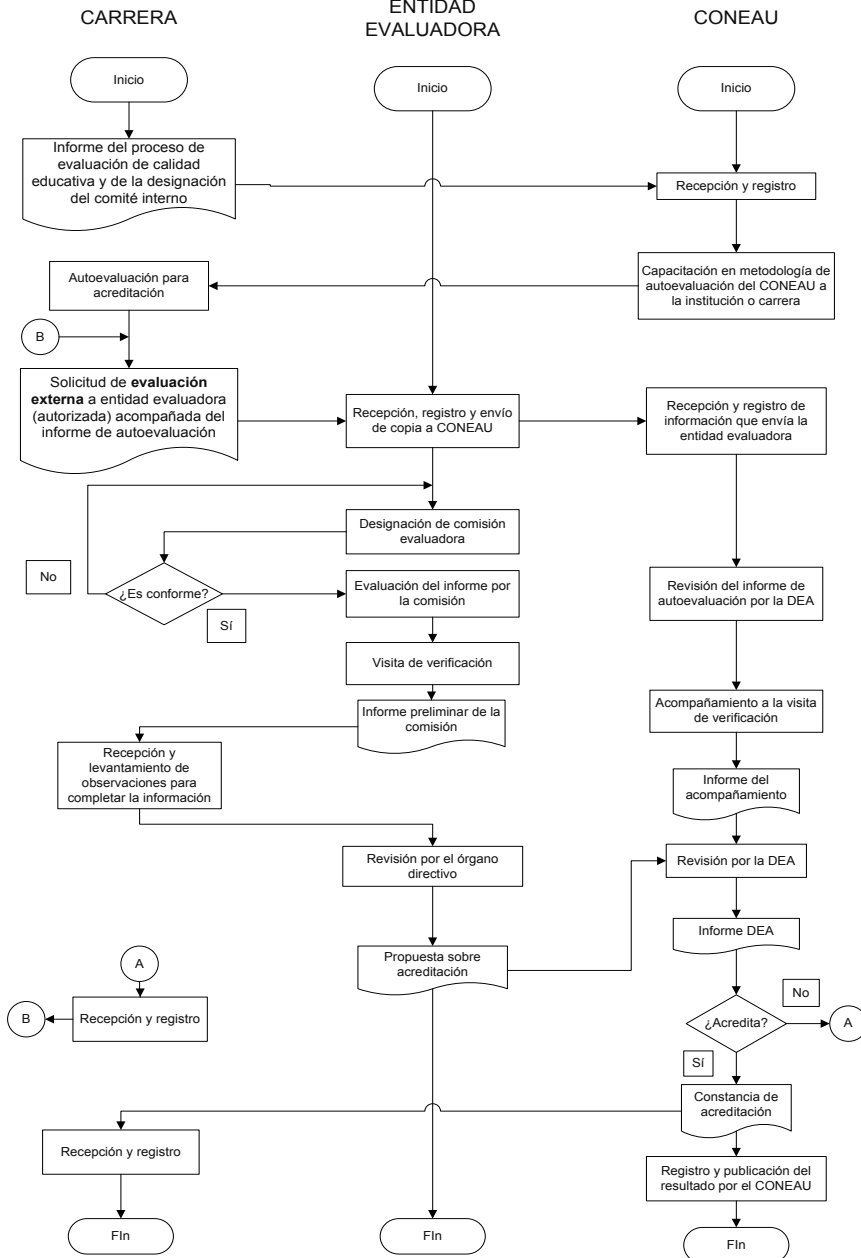 CARRERA
ENTIDAD
EVALUADORA
CONEAU
Inicio
Inicio
Inicio
Informe del proceso de
evaluación de calidad
educativa y de la designación
del comité interno
Recepción y registro
Autoevaluación para
acreditación
Capacitación en metodología de
autoevaluación del CONEAU a
la institución o carrera
B
Solicitud de evaluación
externa a entidad evaluadora
(autorizada) acompañada del
informe de autoevaluación
Recepción, registro y envío
de copia a CONEAU
Recepción y registro de
información que envía la
entidad evaluadora
Designación de comisión
evaluadora
No
¿Es conforme?
Sí
Evaluación del informe por
la comisión
Revisión del informe de
autoevaluación por la DEA
Visita de verificación
Acompañamiento a la visita
de verificación
Informe preliminar de la
comisión
Recepción y
levantamiento de
observaciones para
completar la información
Informe del
acompañamiento
Revisión por el órgano
directivo
Revisión por la DEA
Informe DEA
Propuesta sobre
acreditación
A
B
Recepción y registro
No
¿Acredita?
A
Sí
Constancia de
acreditación
Recepción y registro
Registro y publicación del
resultado por el CONEAU
FIn
FIn
FIn